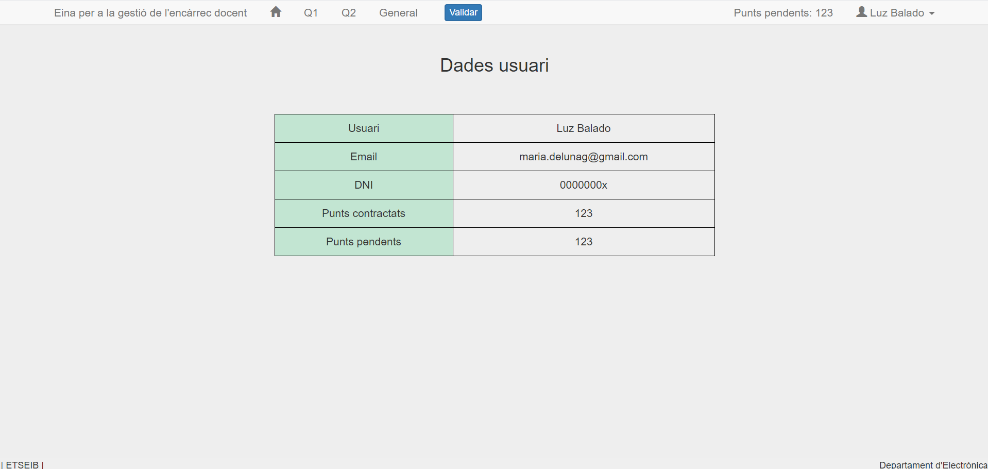 Eina per a la gestió de l'encàrrec docent Q1 Q2 General Validar Punts pendents: 123 Luz Balado
Dades usuari
Usuari Luz Balado
Email maria.delunag@gmail.com
DNI 0000000x
Punts contractats 123
Punts pendents 123
| ETSEIB | Departament d'Electrònica